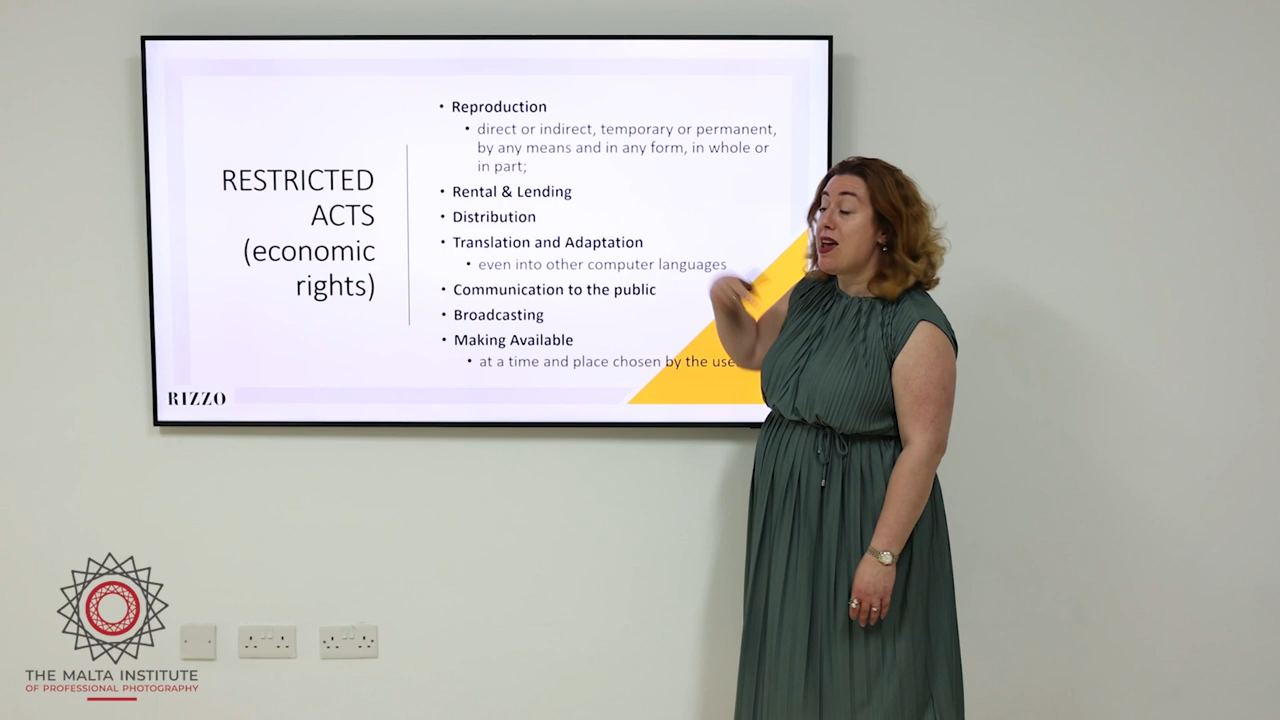 RESTRICTED
ACTS
(economic
rights)
• Reproduction
• direct or indirect, temporary or permanent,
by any means and in any form, in whole or
in part;
• Rental & Lending
• Distribution
• Translation and Adaptation
• even into other computer languages
• Communication to the public
• Broadcasting
• Making Available
• at a time and place chosen by the use
RIZZO
THE MALTA INSTITUTE
OF PROFESSIONAL PHOTOGRAPHY